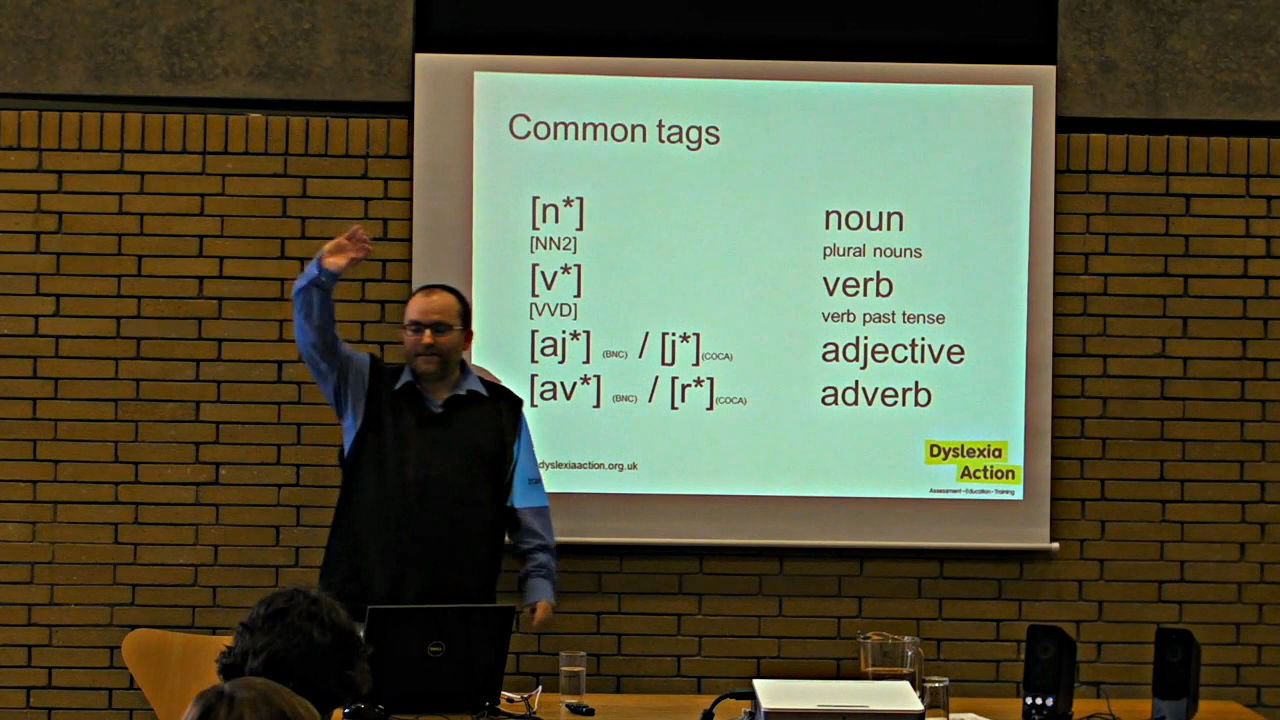 Common tags
[n*] noun
[NN2] plural nouns
[v*] verb
[VVD] verb past tense
[aj*] (BNC) / [j*](COCA) adjective
[av*] (BNC) / [r*](COCA) adverb
dyslexiaaction.org.uk
Dyslexia
Action
Assessment • Education • Training
DELL